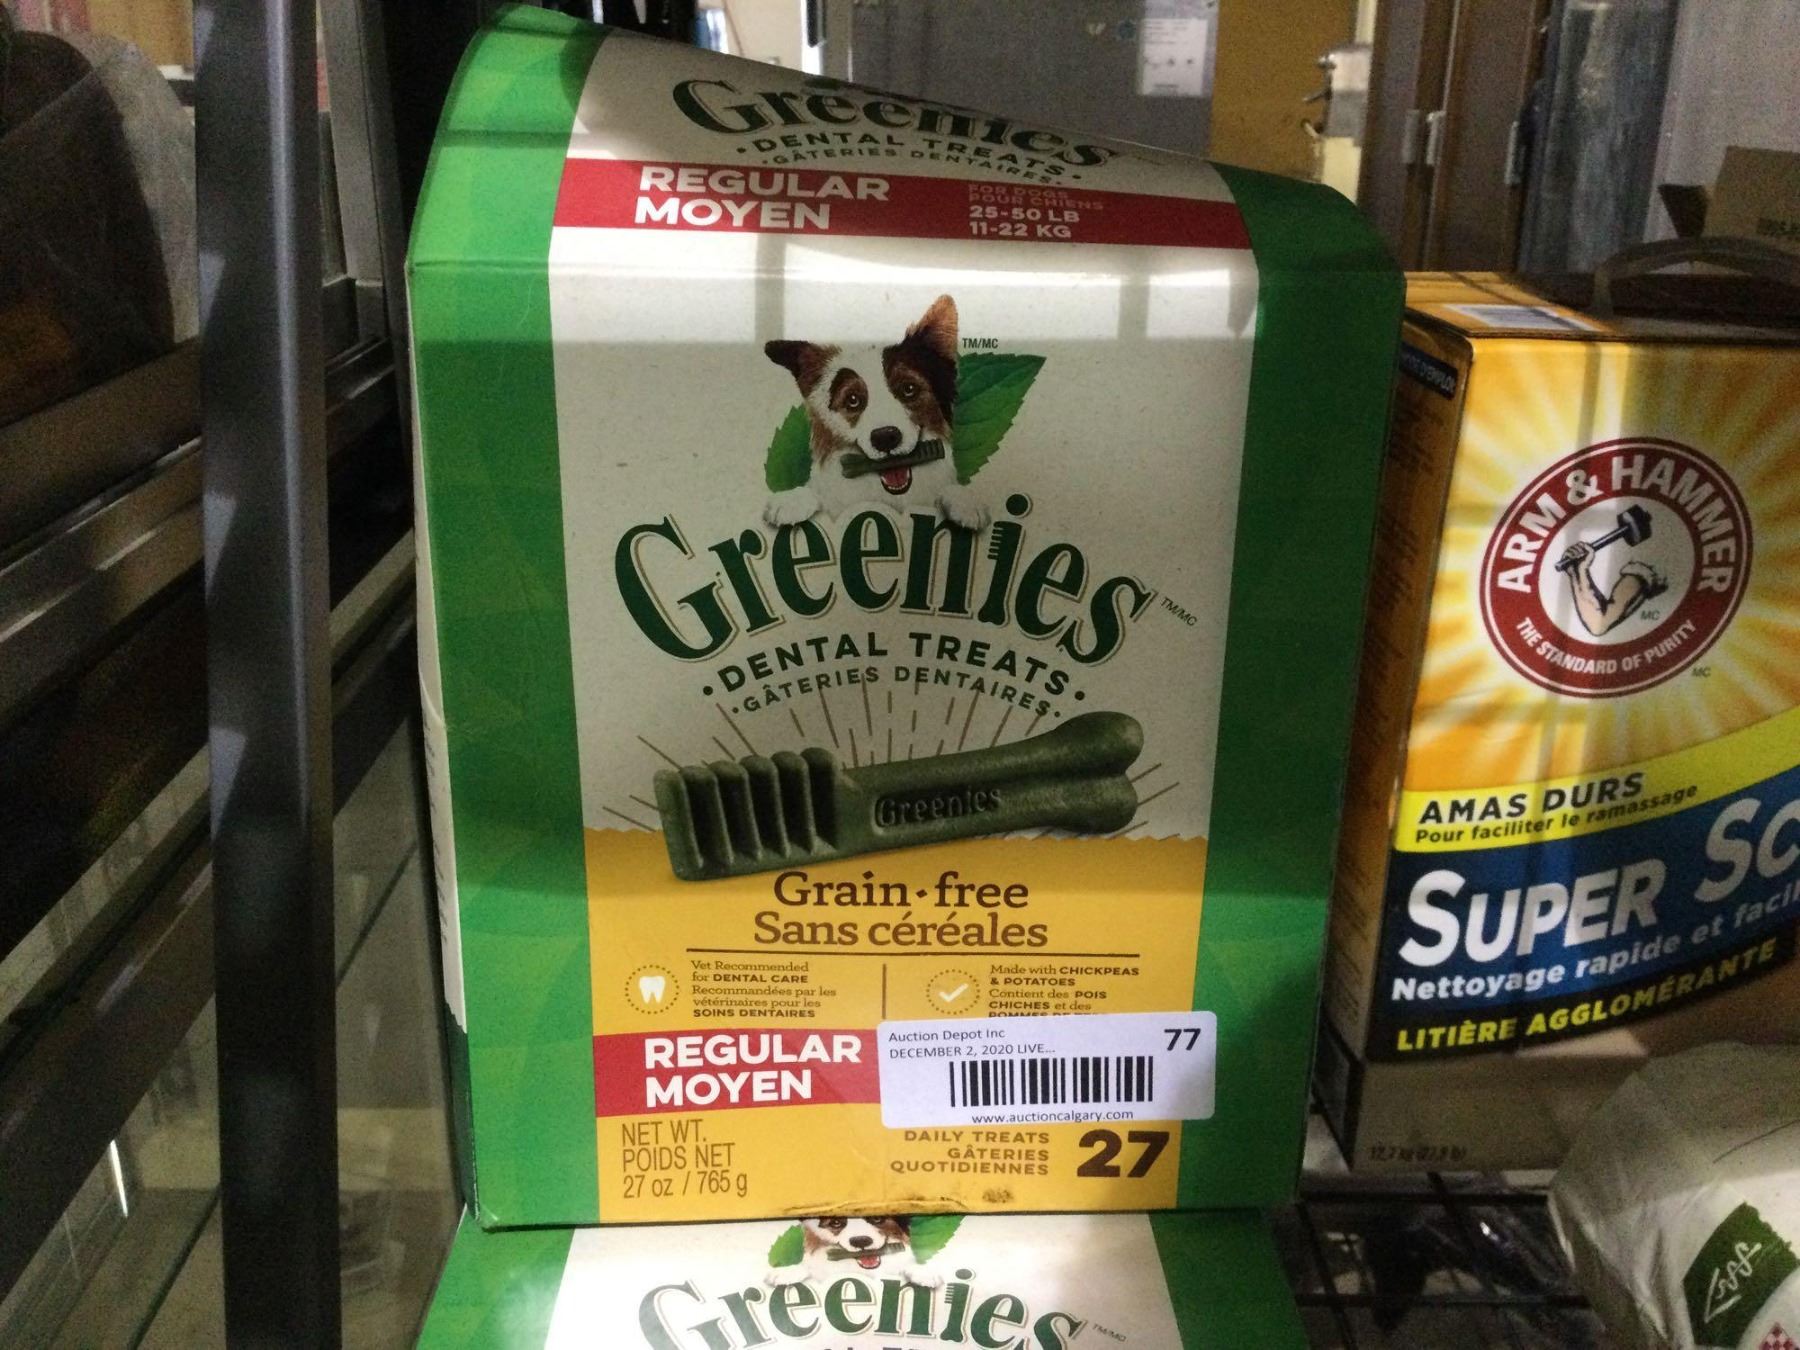 Greenies
• DENTAL TREATS •
• GÂTERIES DENTAIRES •
REGULAR
MOYEN
FOR DOGS
POUR CHIENS
25-50 LB
11-22 KG
TM/MC
Greenies TM/MC
• DENTAL TREATS •
• GÂTERIES DENTAIRES •
Greenies
Grain•free
Sans céréales
Vet Recommended
for DENTAL CARE
Recommandées par les
vétérinaires pour les
SOINS DENTAIRES
Made with CHICKPEAS
& POTATOES
Contient des POIS
CHICHES et des
REGULAR
MOYEN
Auction Depot Inc
DECEMBER 2, 2020 LIVE...
77
www.auctioncalgary.com
NET WT.
POIDS NET
27 oz / 765 g
DAILY TREATS
GÂTERIES
QUOTIDIENNES
27
Greenies TM/MC
ARM & HAMMER
MC
THE STANDARD OF PURITY
MC
AMAS DURS
Pour faciliter le ramassage
SUPER
Nettoyage rapide et
LITIÈRE AGGLOMÉRANTE